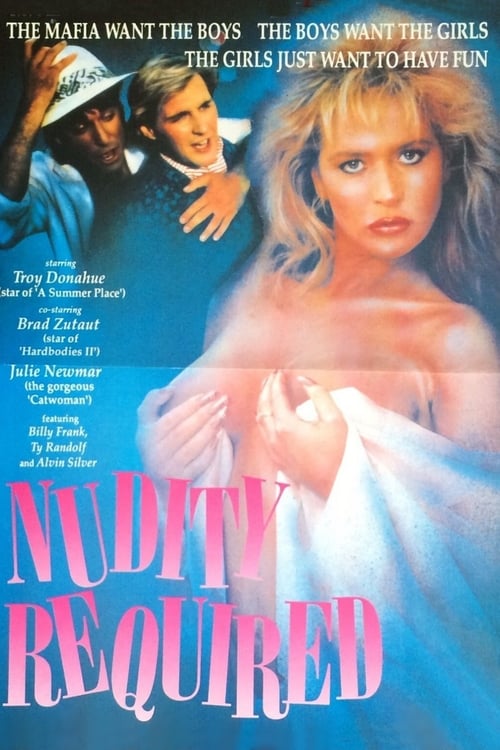 THE MAFIA WANT THE BOYS THE BOYS WANT THE GIRLS
THE GIRLS JUST WANT TO HAVE FUN
starring
Troy Donahue
(star of 'A Summer Place')
co-starring
Brad Zutaut
(star of
'Hardbodies II')
Julie Newmar
(the gorgeous
'Catwoman')
featuring
Billy Frank,
Ty Randolf
and Alvin Silver
NUDITY
REQUIRED